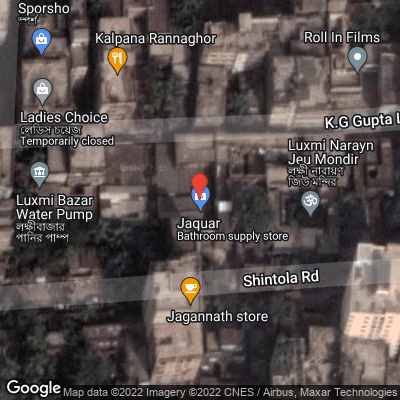 Sporsho
স্পর্শ
Kalpana Rannaghor
Roll In Films
Ladies Choice
লেডিস চয়েজ
Temporarily closed
K.G Gupta L
Luxmi Narayn
Jeu Mondir
লক্ষী নারায়ণ
জিউ মন্দির
Luxmi Bazar
Water Pump
লক্ষীবাজার
পানির পাম্প
Jaquar
Bathroom supply store
Shintola Rd
Jagannath store
Google
Map data ©2022 Imagery ©2022 CNES / Airbus, Maxar Technologies